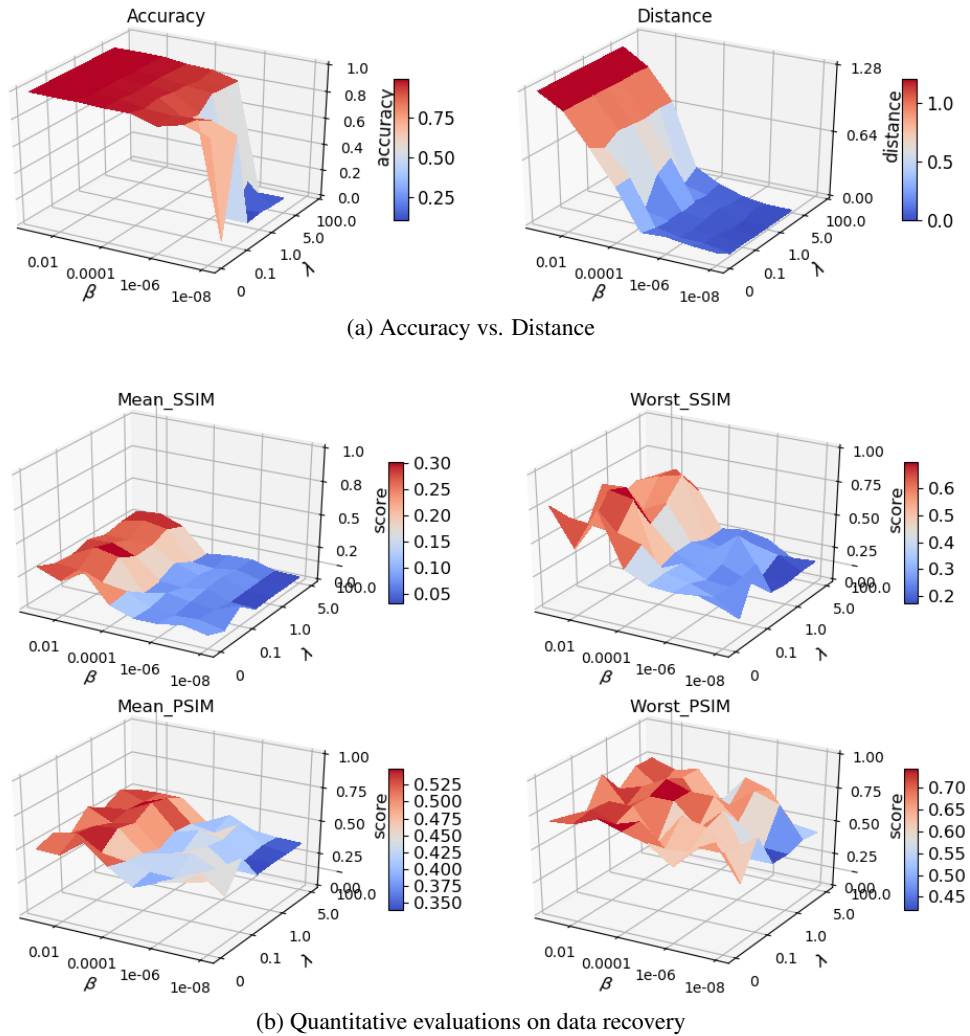 Accuracy
1.0
0.8
0.6
0.4
0.2
0.0
100.0
5.0
1.0
0.1
0
λ
0.01
0.0001
1e-06
1e-08
β
accuracy
0.75
0.50
0.25
Distance
1.28
0.64
0.00
100.0
5.0
1.0
0.1
0
λ
0.01
0.0001
1e-06
1e-08
β
distance
1.0
0.5
0.0
(a) Accuracy vs. Distance
Mean_SSIM
1.0
0.8
0.5
0.2
0.0
100.0
5.0
1.0
0.1
0
λ
0.01
0.0001
1e-06
1e-08
β
score
0.30
0.25
0.20
0.15
0.10
0.05
Worst_SSIM
1.00
0.75
0.50
0.25
0.00
100.0
5.0
1.0
0.1
0
λ
0.01
0.0001
1e-06
1e-08
β
score
0.6
0.5
0.4
0.3
0.2
Mean_PSIM
1.00
0.75
0.50
0.25
0.00
100.0
5.0
1.0
0.1
0
λ
0.01
0.0001
1e-06
1e-08
β
score
0.525
0.500
0.475
0.450
0.425
0.400
0.375
0.350
Worst_PSIM
1.00
0.75
0.50
0.25
0.00
100.0
5.0
1.0
0.1
0
λ
0.01
0.0001
1e-06
1e-08
β
score
0.70
0.65
0.60
0.55
0.50
0.45
(b) Quantitative evaluations on data recovery